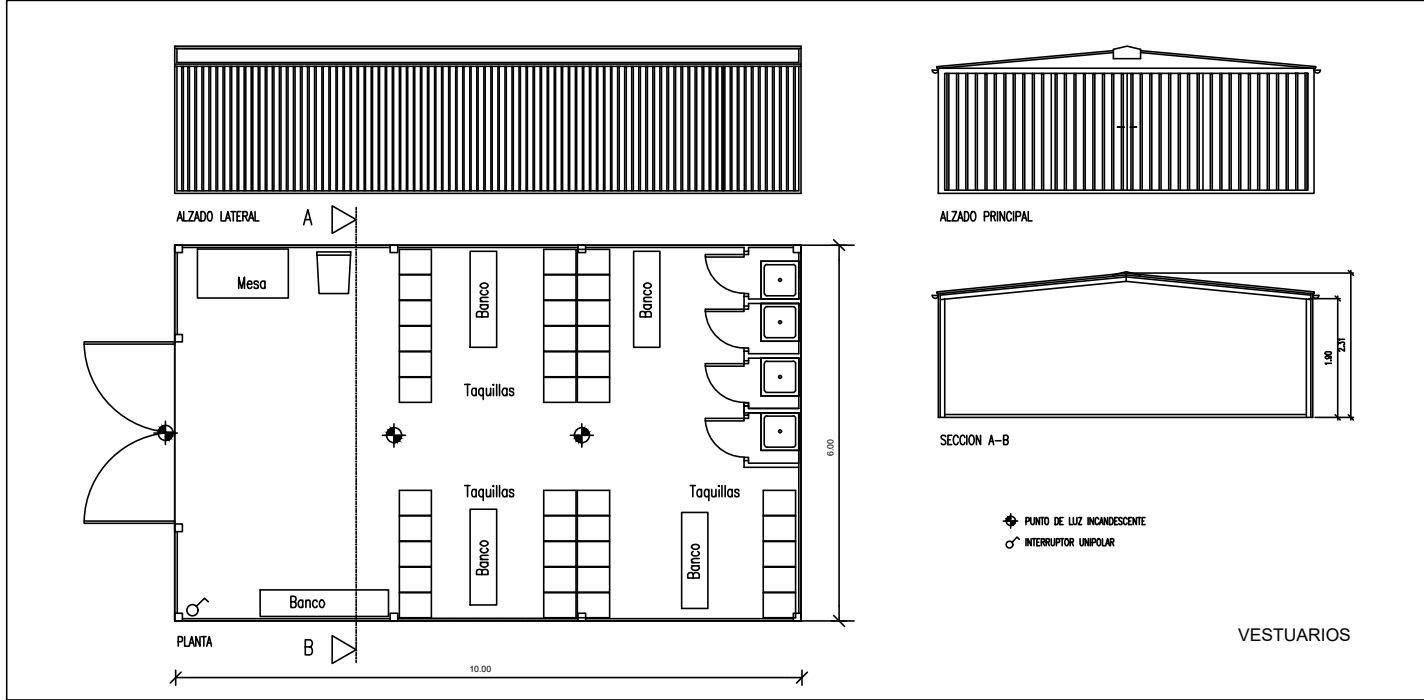 ALZADO LATERAL
A
ALZADO PRINCIPAL
Mesa
Banco
Banco
Taquillas
1.90
2.31
6.00
SECCION A-B
Taquillas
Taquillas
Banco
Banco
Banco
PUNTO DE LUZ INCANDESCENTE
INTERRUPTOR UNIPOLAR
PLANTA
B
VESTUARIOS
10.00